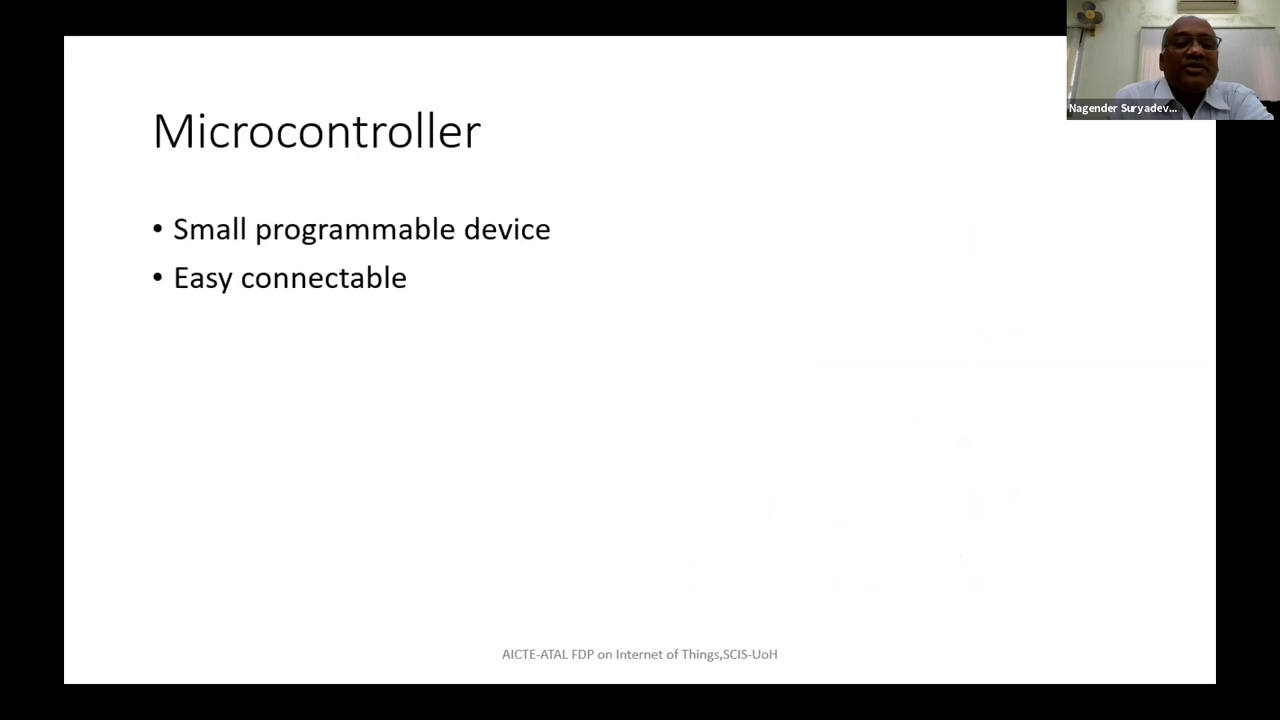 Nagender Suryadev...
Microcontroller
• Small programmable device
• Easy connectable
AICTE-ATAL FDP on Internet of Things,SCIS-UoH